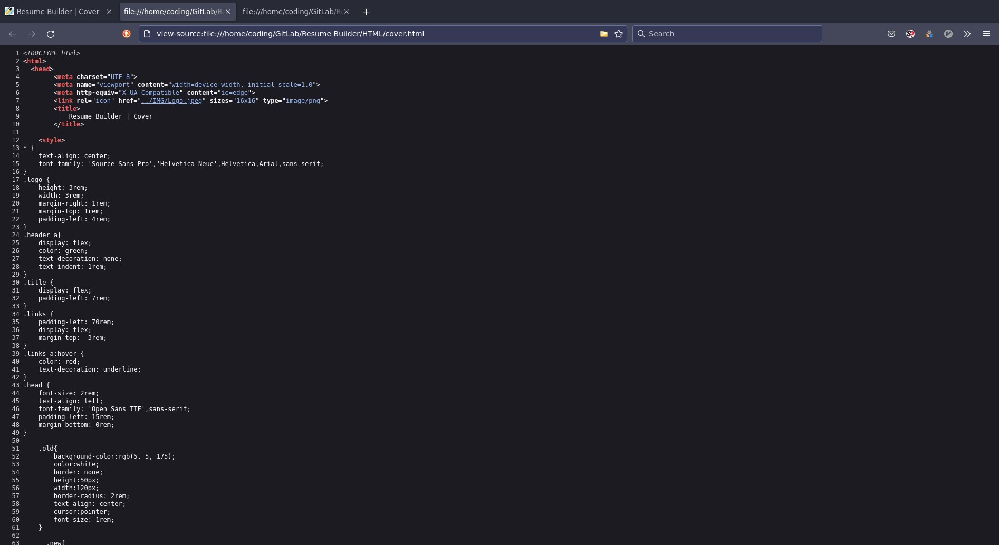 Resume Builder | Cover
file:///home/coding/GitLab/R
file:///home/coding/GitLab/R
view-source:file:///home/coding/GitLab/Resume Builder/HTML/cover.html
Search
1 <!DOCTYPE html>
2 <html>
3   <head>
4         <meta charset="UTF-8">
5         <meta name="viewport" content="width=device-width, initial-scale=1.0">
6         <meta http-equiv="X-UA-Compatible" content="ie=edge">
7         <link rel="icon" href="../IMG/Logo.jpeg" sizes="16x16" type="image/png">
8         <title>
9             Resume Builder | Cover
10         </title>
11
12     <style>
13 * {
14     text-align: center;
15     font-family: 'Source Sans Pro','Helvetica Neue',Helvetica,Arial,sans-serif;
16 }
17 .logo {
18     height: 3rem;
19     width: 3rem;
20     margin-right: 1rem;
21     margin-top: 1rem;
22     padding-left: 4rem;
23 }
24 .header a{
25     display: flex;
26     color: green;
27     text-decoration: none;
28     text-indent: 1rem;
29 }
30 .title {
31     display: flex;
32     padding-left: 7rem;
33 }
34 .links {
35     padding-left: 70rem;
36     display: flex;
37     margin-top: -3rem;
38 }
39 .links a:hover {
40     color: red;
41     text-decoration: underline;
42 }
43 .head {
44     font-size: 2rem;
45     text-align: left;
46     font-family: 'Open Sans TTF',sans-serif;
47     padding-left: 15rem;
48     margin-bottom: 0rem;
49 }
50
51     .old{
52         background-color:rgb(5, 5, 175);
53         color:white;
54         border: none;
55         height:50px;
56         width:120px;
57         border-radius: 2rem;
58         text-align: center;
59         cursor:pointer;
60         font-size: 1rem;
61     }
62
63       .new{